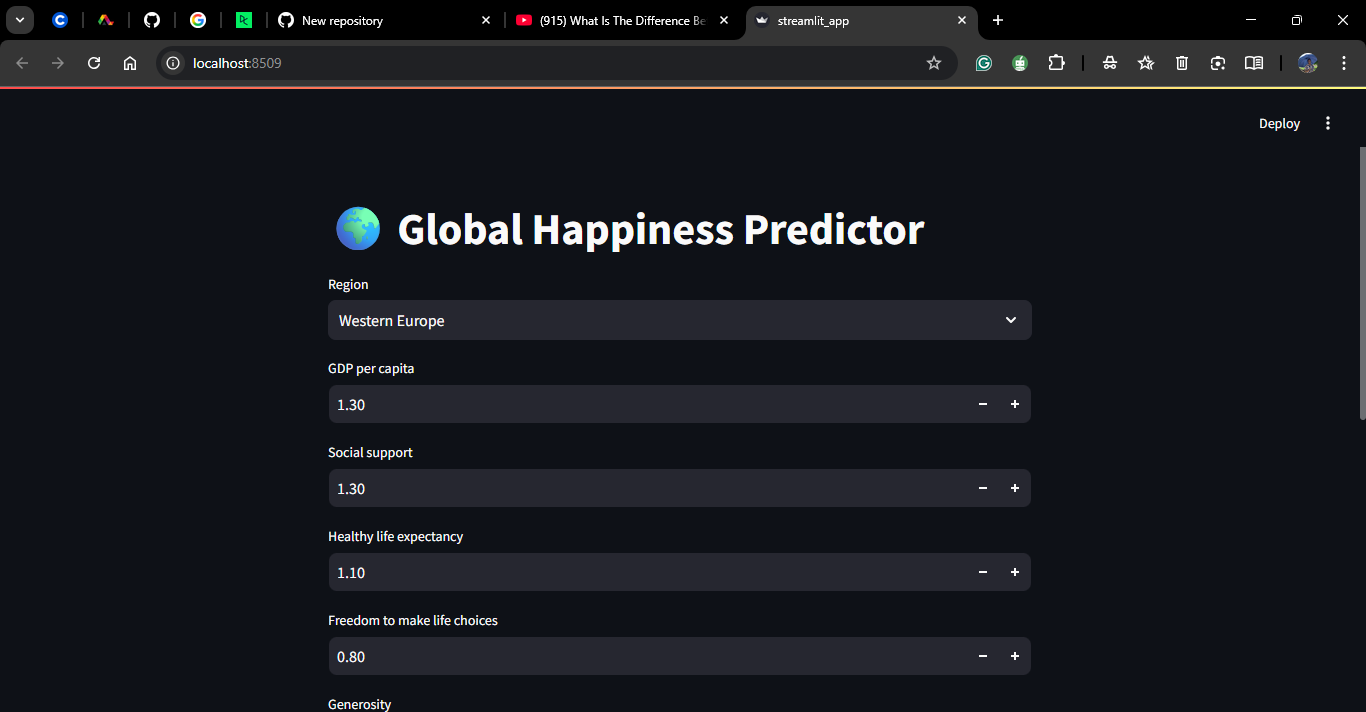 New repository
(915) What Is The Difference Be
streamlit_app
localhost:8509
Deploy
Global Happiness Predictor
Region
Western Europe
GDP per capita
1.30
Social support
1.30
Healthy life expectancy
1.10
Freedom to make life choices
0.80
Generosity